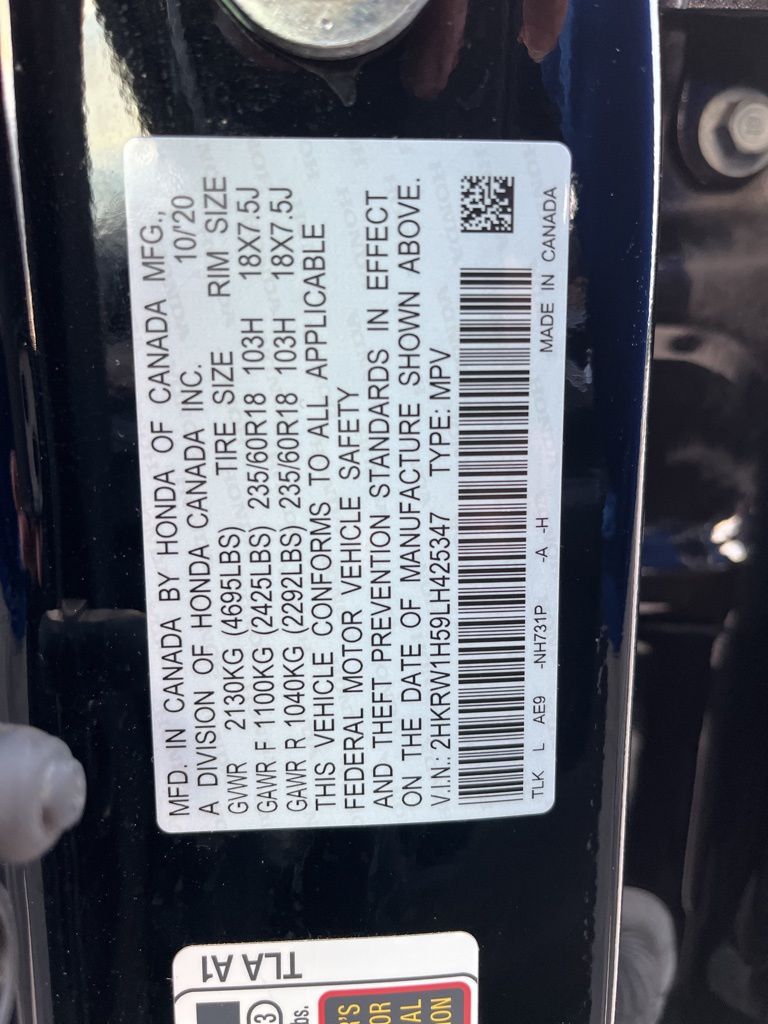 MFD. IN CANADA BY HONDA OF CANADA MFG.,
A DIVISION OF HONDA CANADA INC. 10/'20
GVWR 2130KG (4695LBS) TIRE SIZE RIM SIZE
GAWR F 1100KG (2425LBS) 235/60R18 103H 18X7.5J
GAWR R 1040KG (2292LBS) 235/60R18 103H 18X7.5J
THIS VEHICLE CONFORMS TO ALL APPLICABLE
FEDERAL MOTOR VEHICLE SAFETY
AND THEFT PREVENTION STANDARDS IN EFFECT
ON THE DATE OF MANUFACTURE SHOWN ABOVE.
V.I.N.: 2HKRW1H59LH425347 TYPE: MPV
TLK L AE9 -NH731P -A -H MADE IN CANADA
TLA A1